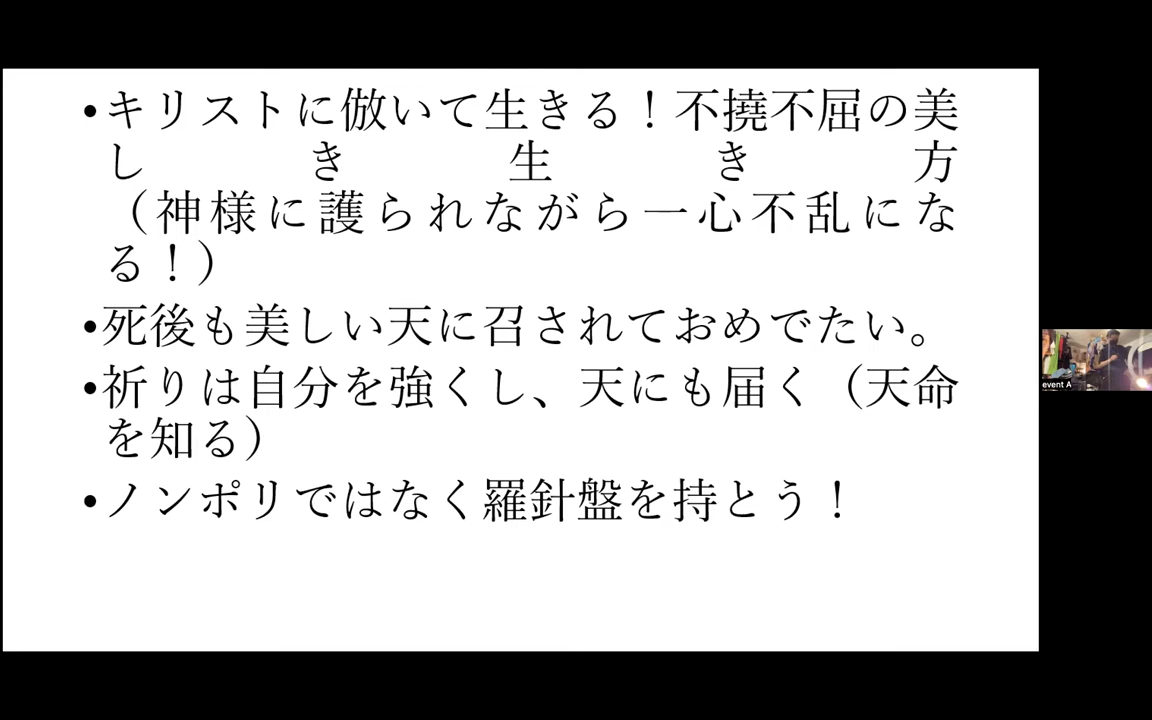 •キリストに倣いて生きる！不撓不屈の美
しき生き方
（神様に護られながら一心不乱にな
る！）
•死後も美しい天に召されておめでたい。
•祈りは自分を強くし、天にも届く（天命
を知る）
•ノンポリではなく羅針盤を持とう！
event A